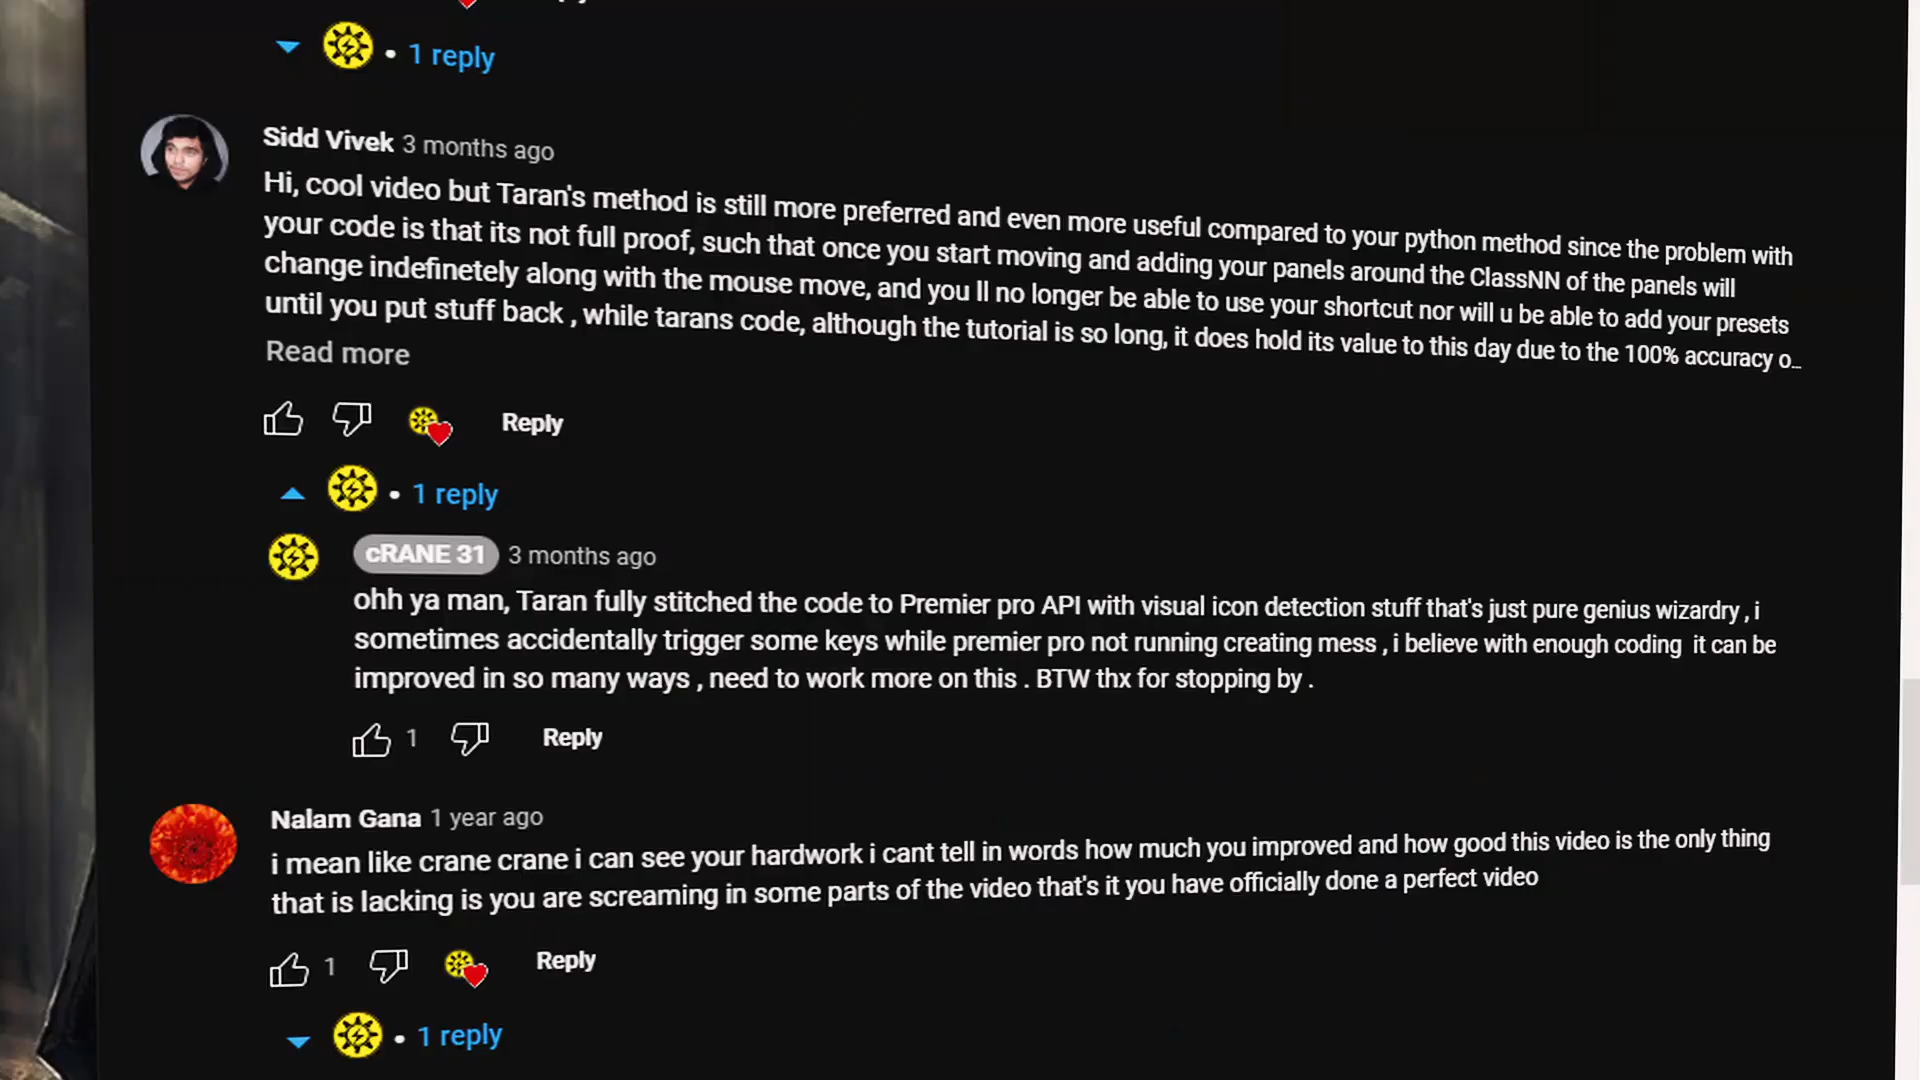 1 reply
Sidd Vivek 3 months ago
Hi, cool video but Taran's method is still more preferred and even more useful compared to your python method since the problem with
your code is that its not full proof, such that once you start moving and adding your panels around the ClassNN of the panels will
change indefinetely along with the mouse move, and you ll no longer be able to use your shortcut nor will u be able to add your presets
until you put stuff back , while tarans code, although the tutorial is so long, it does hold its value to this day due to the 100% accuracy o...
Read more
Reply
1 reply
cRANE 31 3 months ago
ohh ya man, Taran fully stitched the code to Premier pro API with visual icon detection stuff that's just pure genius wizardry , i
sometimes accidentally trigger some keys while premier pro not running creating mess , i believe with enough coding it can be
improved in so many ways , need to work more on this . BTW thx for stopping by .
1 Reply
Nalam Gana 1 year ago
i mean like crane crane i can see your hardwork i cant tell in words how much you improved and how good this video is the only thing
that is lacking is you are screaming in some parts of the video that's it you have officially done a perfect video
1 Reply
1 reply